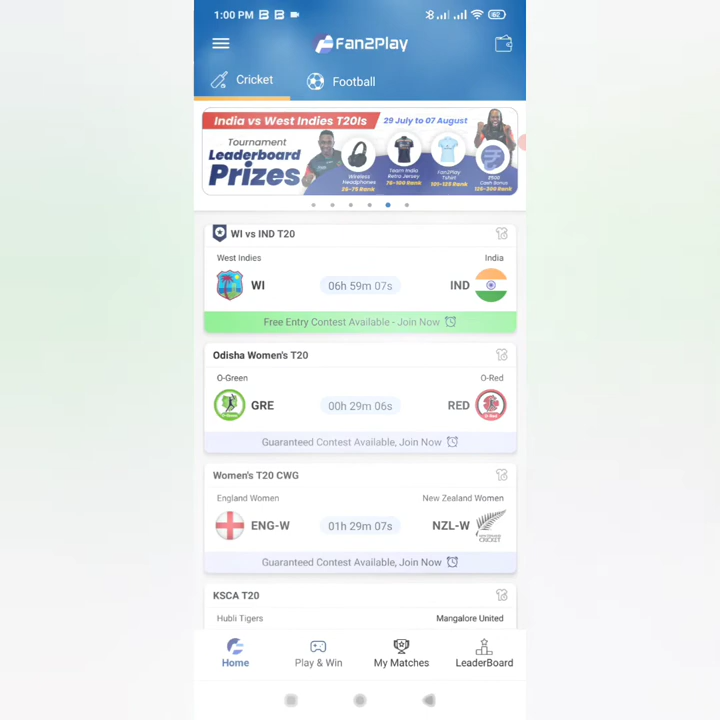 1:00 PM
62
Fan2Play
Cricket
Football
India vs West Indies T20Is
29 July to 07 August
Tournament
Leaderboard
Prizes
Wireless
Headphones
26-75 Rank
Team India
Retro Jersey
76-100 Rank
Fan2Play
Tshirt
101-125 Rank
₹500
Cash Bonus
126-200 Rank
WI vs IND T20
West Indies
India
WI
06h 59m 07s
IND
Free Entry Contest Available - Join Now
Odisha Women's T20
O-Green
O-Red
GRE
00h 29m 06s
RED
Guaranteed Contest Available, Join Now
Women's T20 CWG
England Women
New Zealand Women
ENG-W
01h 29m 07s
NZL-W
Guaranteed Contest Available, Join Now
KSCA T20
Hubli Tigers
Mangalore United
Home
Play & Win
My Matches
LeaderBoard